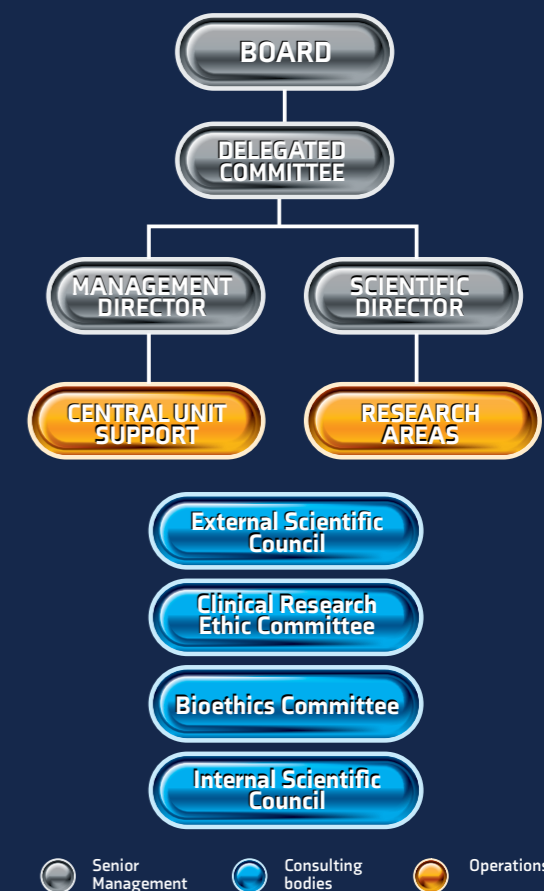 BOARD
DELEGATED
COMMITTEE
MANAGEMENT
DIRECTOR
SCIENTIFIC
DIRECTOR
CENTRAL UNIT
SUPPORT
RESEARCH
AREAS
External Scientific
Council
Clinical Research
Ethic Committee
Bioethics Committee
Internal Scientific
Council
Senior
Management
Consulting
bodies
Operations